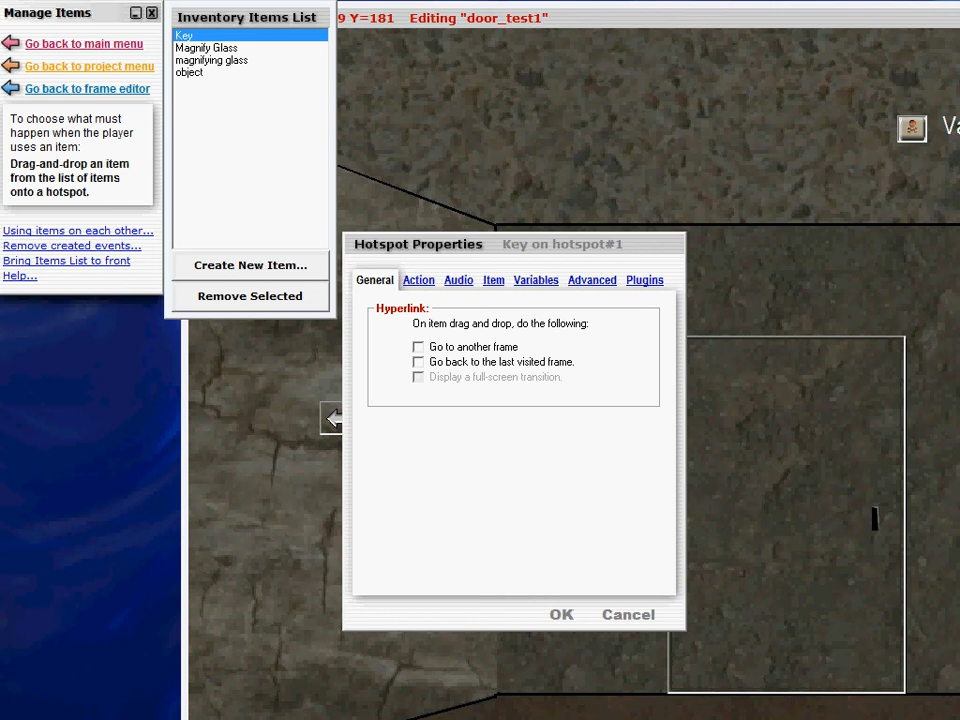 Manage Items
Go back to main menu
Go back to project menu
Go back to frame editor
To choose what must
happen when the player
uses an item:
Drag-and-drop an item
from the list of items
onto a hotspot.
Using items on each other...
Remove created events...
Bring Items List to front
Help...
Inventory Items List
Key
Magnify Glass
magnifying glass
object
Create New Item...
Remove Selected
9 Y=181 Editing "door_test1"
Hotspot Properties Key on hotspot#1
General Action Audio Item Variables Advanced Plugins
Hyperlink:
On item drag and drop, do the following:
Go to another frame
Go back to the last visited frame.
Display a full-screen transition.
OK Cancel